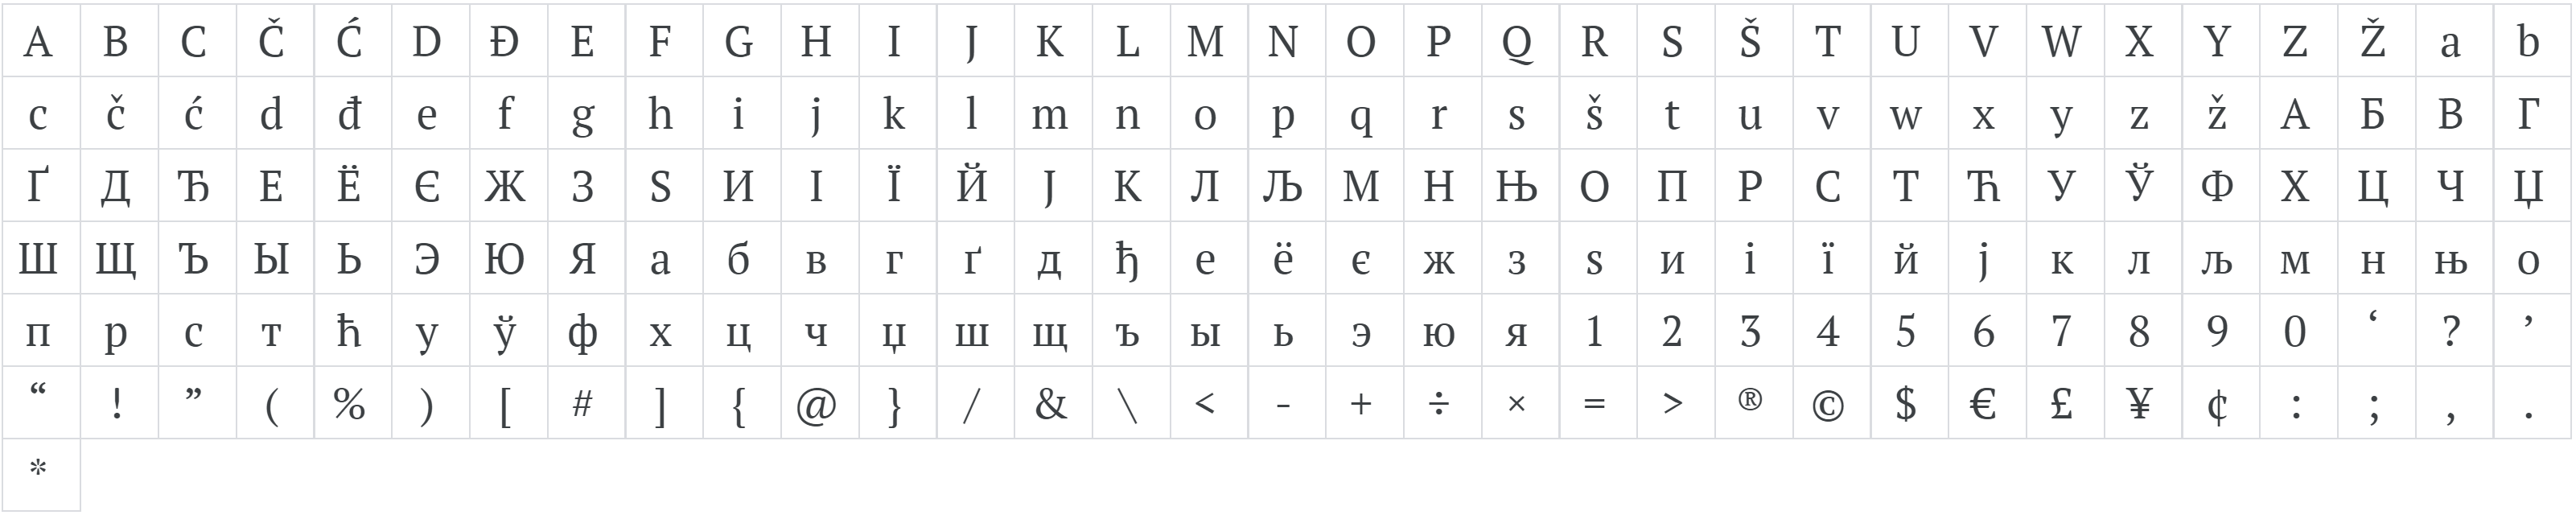 A B C Č Ć D Đ E F G H I J K L M N O P Q R S Š T U V W X Y Z Ž a b
c č ć d đ e f g h i j k l m n o p q r s š t u v w x y z ž А Б В Г
Ґ Д Ђ Е Ё Є Ж З Ѕ И І Ї Й Ј К Л Љ М Н Њ О П Р С Т Ћ У Ў Ф Х Ц Ч Џ
Ш Щ Ъ Ы Ь Э Ю Я а б в г ґ д ђ е ё є ж з ѕ и і ї й ј к л љ м н њ о
п р с т ћ у ў ф х ц ч џ ш щ ъ ы ь э ю я 1 2 3 4 5 6 7 8 9 0 ‘ ? ’
“ ! ” ( % ) [ # ] { @ } / & \ < - + ÷ × = > ® © $ € £ ¥ ¢ : ; , .
*